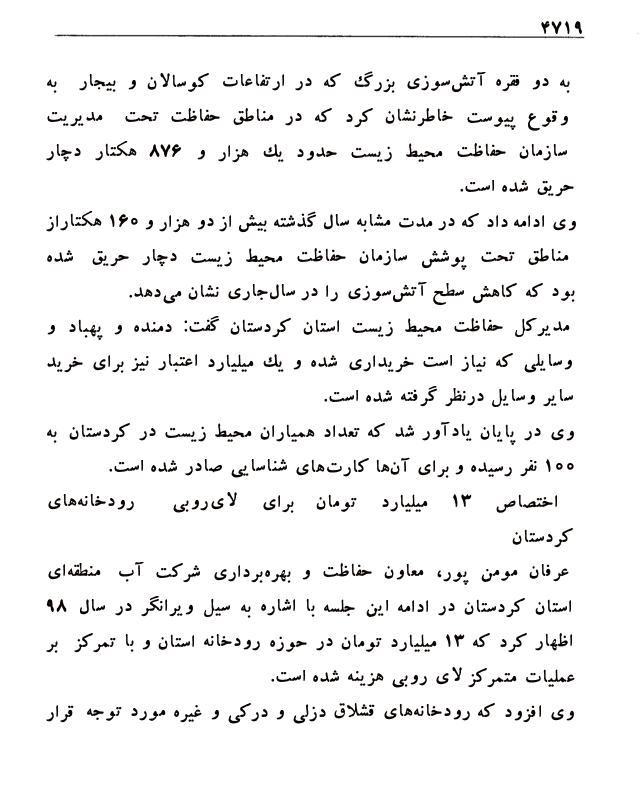 ۴۷۱۹
به دو فقره آتش‌سوزی بزرگ که در ارتفاعات کوسالان و بیجار به
وقوع پیوست خاطرنشان کرد که در مناطق حفاظت تحت مدیریت
سازمان حفاظت محیط زیست حدود یك هزار و ۸۷۶ هکتار دچار
حریق شده است.
وی ادامه داد که در مدت مشابه سال گذشته بیش از دو هزار و ۱۶۰ هکتاراز
مناطق تحت پوشش سازمان حفاظت محیط زیست دچار حریق شده
بود که کاهش سطح آتش‌سوزی را در سال‌جاری نشان می‌دهد.
مدیرکل حفاظت محیط زیست استان کردستان گفت: دمنده و پهباد و
وسایلی که نیاز است خریداری شده و یك میلیارد اعتبار نیز برای خرید
سایر وسایل درنظر گرفته شده است.
وی در پایان یادآور شد که تعداد همیاران محیط زیست در کردستان به
۱۰۰ نفر رسیده و برای آن‌ها کارت‌های شناسایی صادر شده است.
اختصاص ۱۳ میلیارد تومان برای لای‌روبی رودخانه‌های
کردستان
عرفان مومن پور، معاون حفاظت و بهره‌برداری شرکت آب منطقه‌ای
استان کردستان در ادامه این جلسه با اشاره به سیل ویرانگر در سال ۹۸
اظهار کرد که ۱۳ میلیارد تومان در حوزه رودخانه استان و با تمرکز بر
عملیات متمرکز لای روبی هزینه شده است.
وی افزود که رودخانه‌های قشلاق دزلی و درکی و غیره مورد توجه قرار